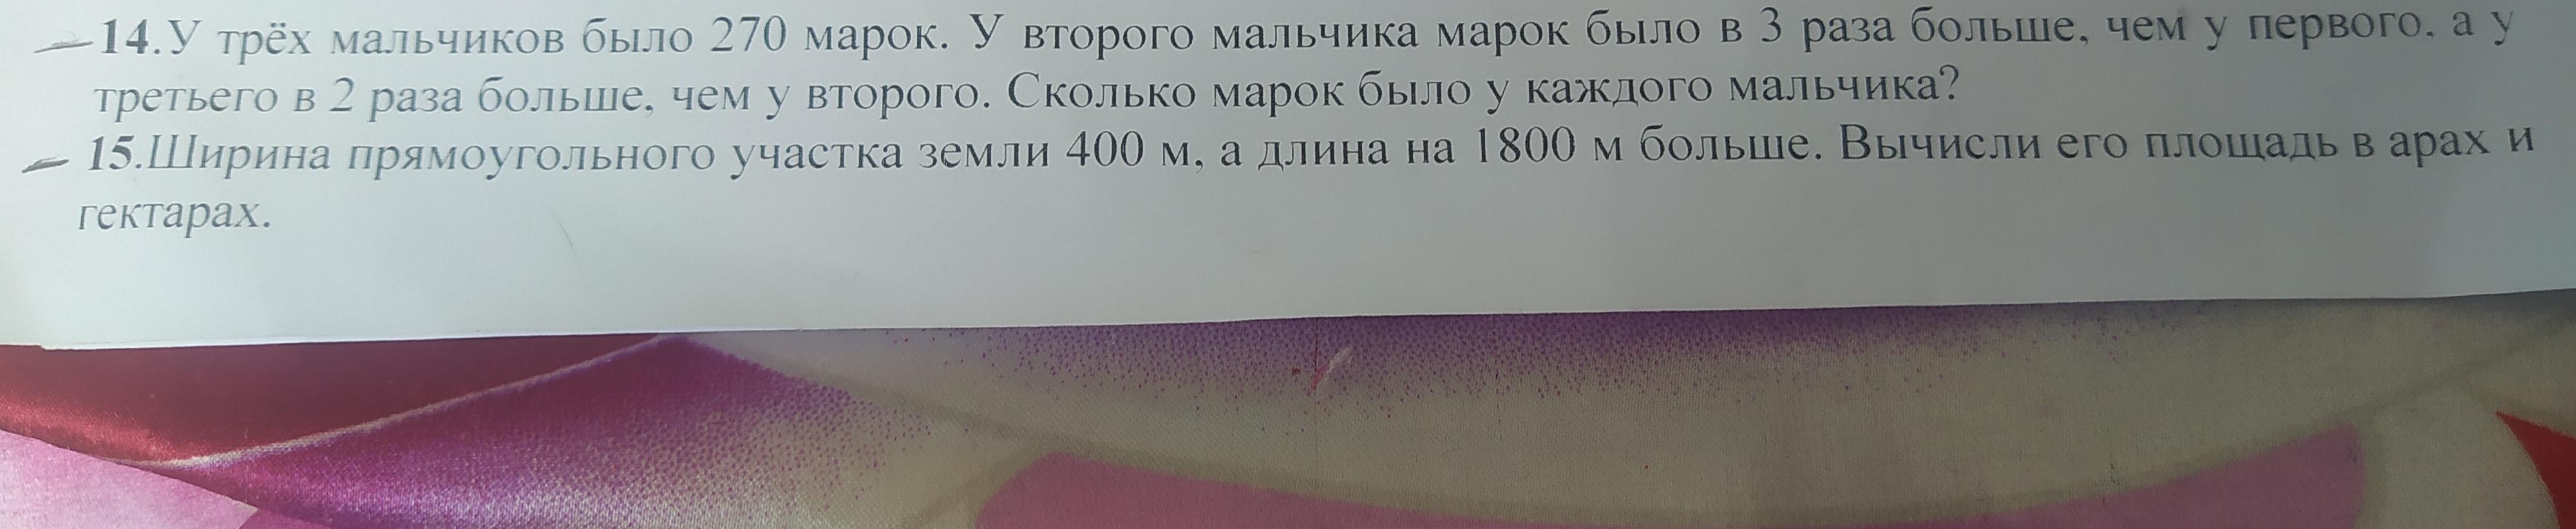 14.У трёх мальчиков было 270 марок. У второго мальчика марок было в 3 раза больше, чем у первого, а у
третьего в 2 раза больше, чем у второго. Сколько марок было у каждого мальчика?
15.Ширина прямоугольного участка земли 400 м, а длина на 1800 м больше. Вычисли его площадь в арах и
гектарах.